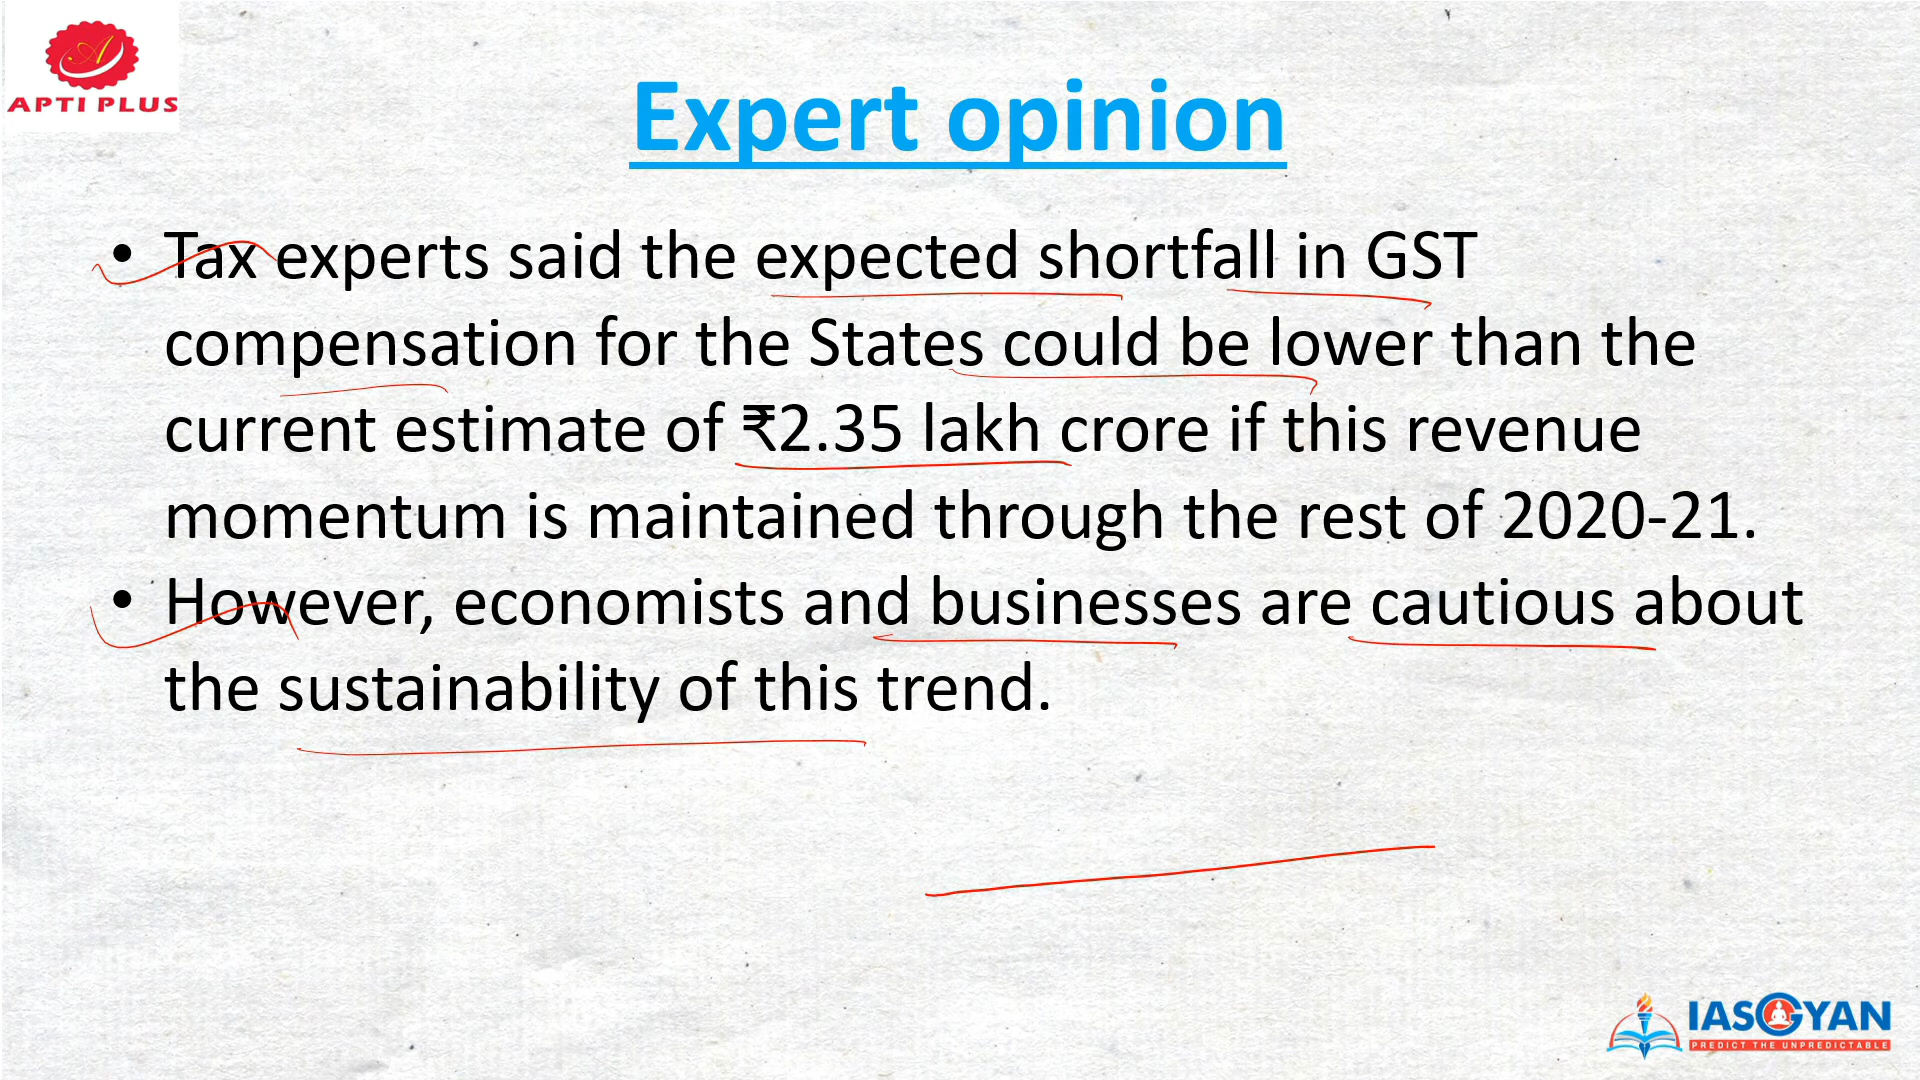 APTI PLUS
Expert opinion
• Tax experts said the expected shortfall in GST
compensation for the States could be lower than the
current estimate of ₹2.35 lakh crore if this revenue
momentum is maintained through the rest of 2020-21.
• However, economists and businesses are cautious about
the sustainability of this trend.
IASGYAN
PREDICT THE UNPREDICTABLE